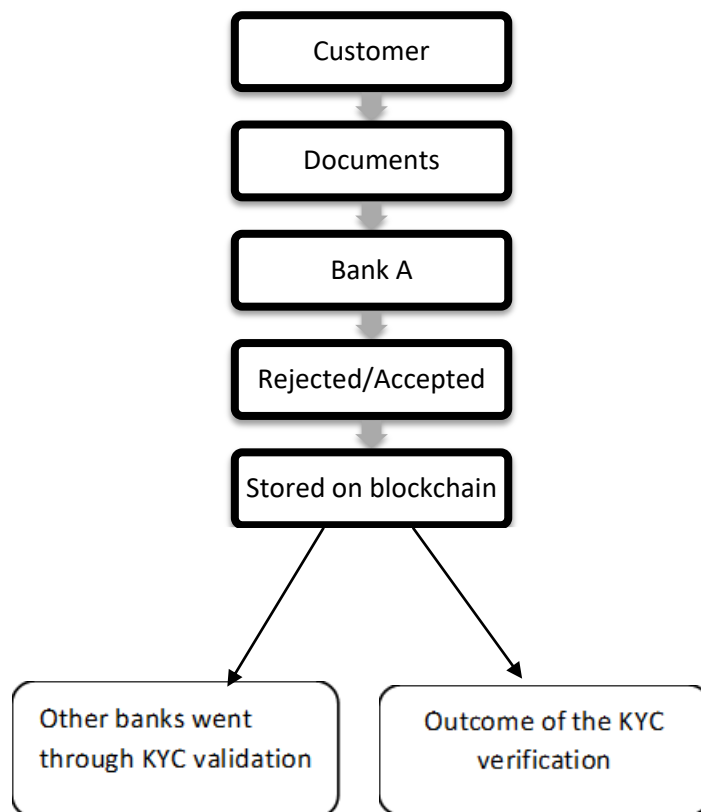 Customer
Documents
Bank A
Rejected/Accepted
Stored on blockchain
Other banks went
through KYC validation
Outcome of the KYC
verification